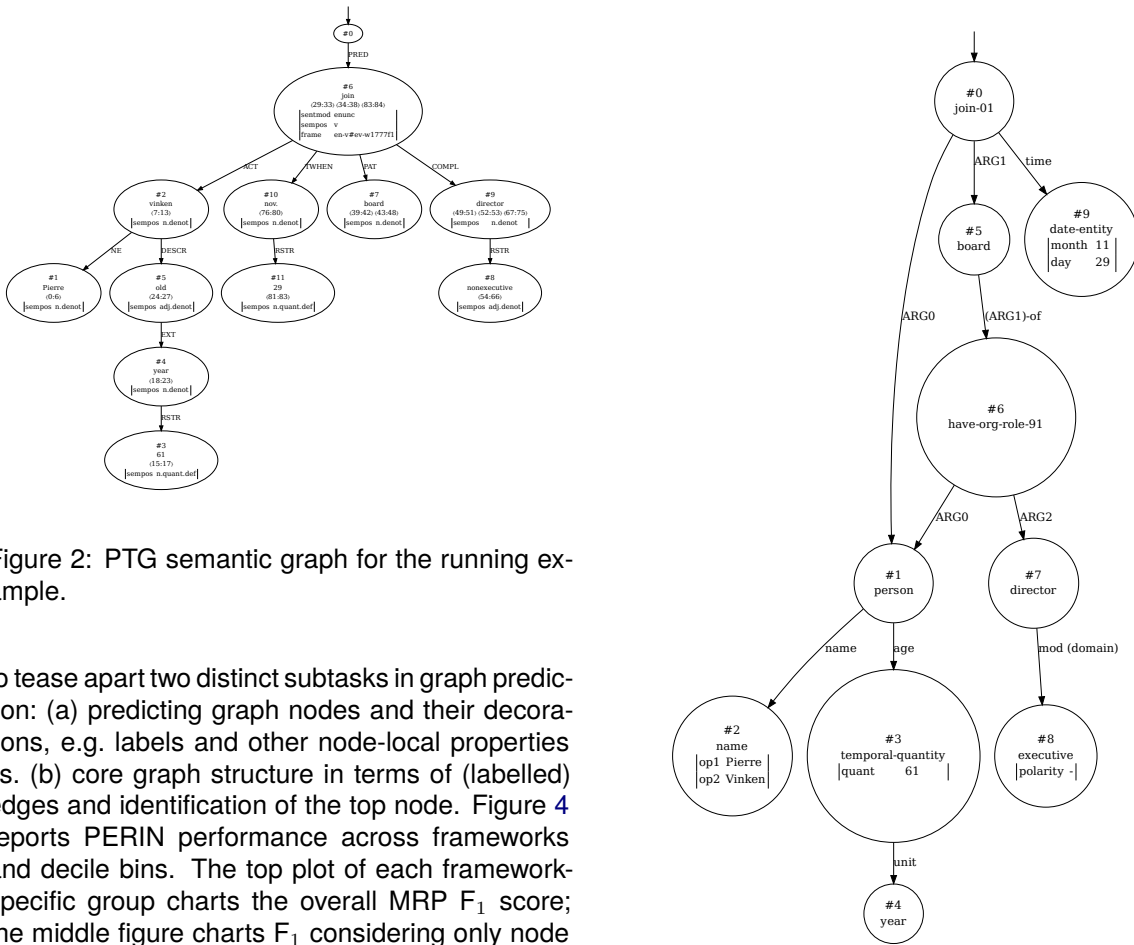 #0
PRED
#6
join
(29:33) (34:38) (83:84)
sentmod enunc
sempos v
frame en-v#ev-w1777f1
ACT
TWHEN
PAT
COMPL
#2
vinken
(7:13)
sempos n.denot
#10
nov.
(76:80)
sempos n.denot
#7
board
(39:42) (43:48)
sempos n.denot
#9
director
(49:51) (52:53) (67:75)
sempos n.denot
NE
DESCR
RSTR
RSTR
#1
Pierre
(0:6)
sempos n.denot
#5
old
(24:27)
sempos adj.denot
#11
29
(81:83)
sempos n.quant.def
#8
nonexecutive
(54:66)
sempos adj.denot
EXT
#4
year
(18:23)
sempos n.denot
RSTR
#3
61
(15:17)
sempos n.quant.def
igure 2: PTG semantic graph for the running ex-
mple.
o tease apart two distinct subtasks in graph predic-
on: (a) predicting graph nodes and their decora-
ons, e.g. labels and other node-local properties
s. (b) core graph structure in terms of (labelled)
edges and identification of the top node. Figure 4
eports PERIN performance across frameworks
nd decile bins. The top plot of each framework-
pecific group charts the overall MRP F₁ score;
he middle figure charts F₁ considering only node
#0
join-01
ARG1
time
#9
date-entity
month 11
day 29
#5
board
ARG0
(ARG1)-of
#6
have-org-role-91
ARG0
ARG2
#1
person
#7
director
name
age
mod (domain)
#2
name
op1 Pierre
op2 Vinken
#3
temporal-quantity
quant 61
#8
executive
polarity -
unit
#4
year